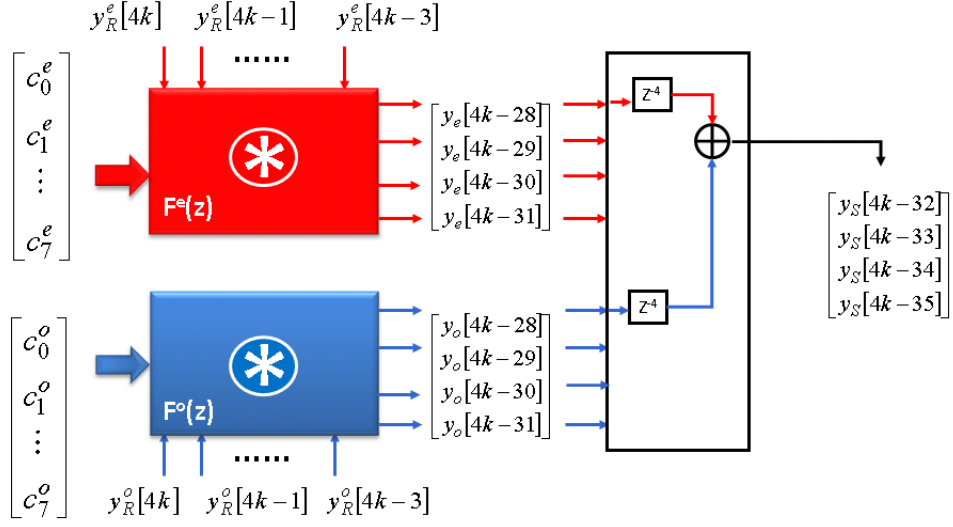 y_R^e[4k] y_R^e[4k−1] y_R^e[4k−3]
......
c_0^e
c_1^e
⋮
c_7^e
F^e(z)
y_e[4k−28]
y_e[4k−29]
y_e[4k−30]
y_e[4k−31]
z^-4
y_S[4k−32]
y_S[4k−33]
y_S[4k−34]
y_S[4k−35]
z^-4
c_0^o
c_1^o
⋮
c_7^o
F^o(z)
y_o[4k−28]
y_o[4k−29]
y_o[4k−30]
y_o[4k−31]
......
y_R^o[4k] y_R^o[4k−1] y_R^o[4k−3]